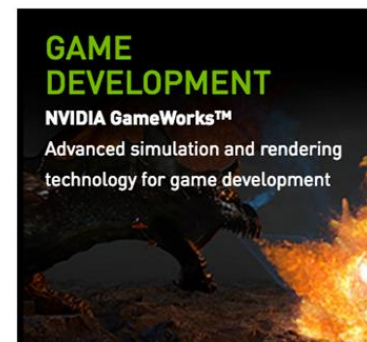 GAME
DEVELOPMENT
NVIDIA GameWorks™
Advanced simulation and rendering
technology for game development